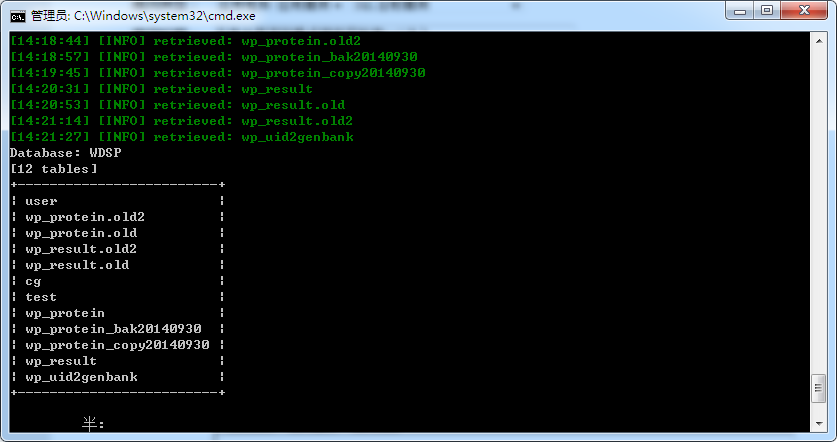 管理员: C:\Windows\system32\cmd.exe
[14:18:44] [INFO] retrieved: wp_protein.old2
[14:18:57] [INFO] retrieved: wp_protein_bak20140930
[14:19:45] [INFO] retrieved: wp_protein_copy20140930
[14:20:31] [INFO] retrieved: wp_result
[14:20:53] [INFO] retrieved: wp_result.old
[14:21:14] [INFO] retrieved: wp_result.old2
[14:21:27] [INFO] retrieved: wp_uid2genbank
Database: WDSP
[12 tables]
+-------------------------+
| user                    |
| wp_protein.old2         |
| wp_protein.old          |
| wp_result.old2          |
| wp_result.old           |
| cg                      |
| test                    |
| wp_protein              |
| wp_protein_bak20140930  |
| wp_protein_copy20140930 |
| wp_result               |
| wp_uid2genbank          |
+-------------------------+
半: